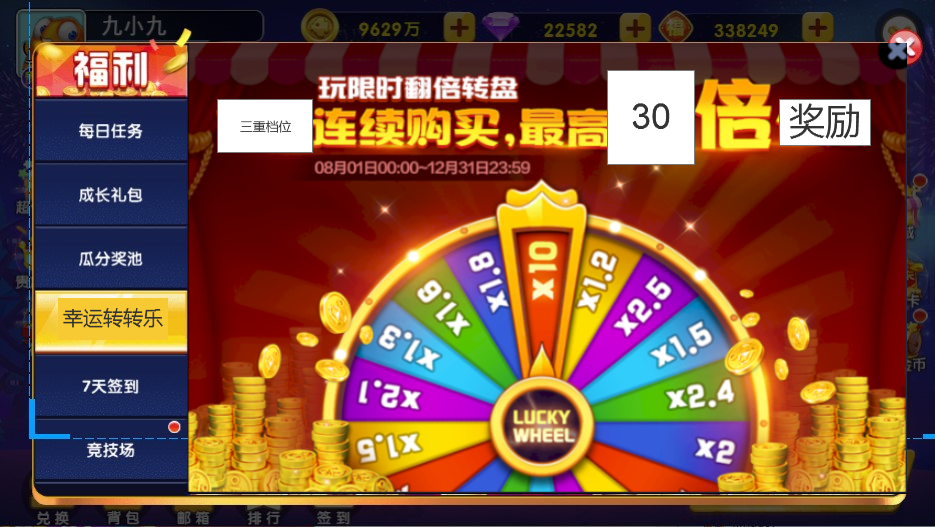 九小九
9629万
22582
338249
福
福利
玩限时翻倍转盘
三重档位
连续购买,最高
30
倍
奖励
08月01日00:00~12月31日23:59
每日任务
成长礼包
瓜分奖池
幸运转转乐
7天签到
竞技场
x10
x1.2
x2.5
x1.5
x2.4
x2
x1.8
x1.6
x1.3
x2.1
x1.5
LUCKY
WHEEL
兑换
背包
邮箱
排行
签到